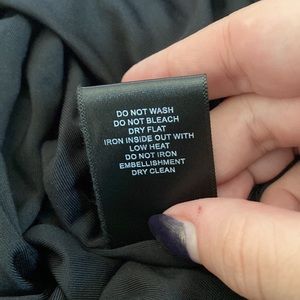 DO NOT WASH
DO NOT BLEACH
DRY FLAT
IRON INSIDE OUT WITH
LOW HEAT
DO NOT IRON
EMBELLISHMENT
DRY CLEAN